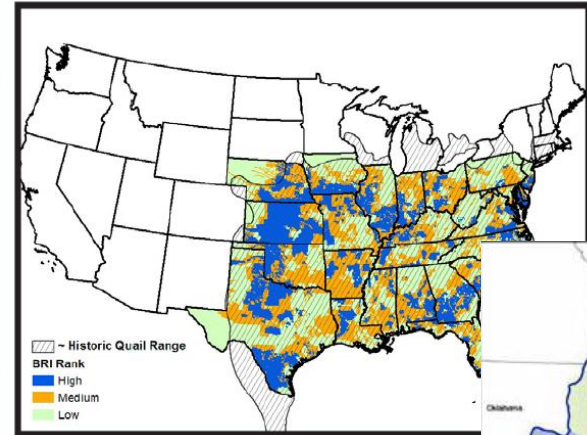 ~ Historic Quail Range
BRI Rank
High
Medium
Low
Oklahoma